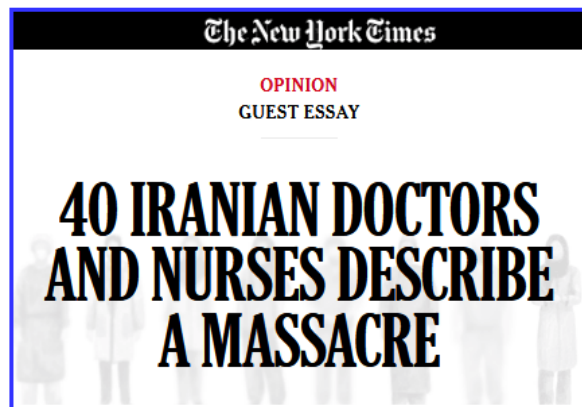 The New York Times
OPINION
GUEST ESSAY
40 IRANIAN DOCTORS
AND NURSES DESCRIBE
A MASSACRE